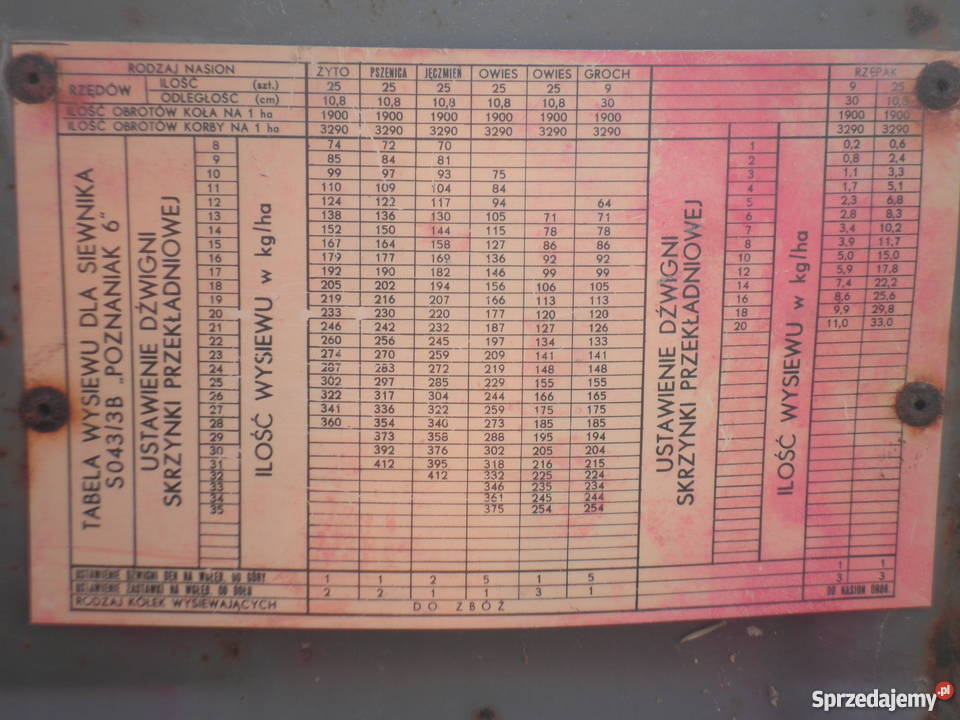 RODZAJ NASION ŻYTO PSZENICA JĘCZMIEŃ OWIES OWIES GROCH RZEPAK
RZĘDÓW ILOŚĆ (szt.) 25 25 25 25 25 9 9 25
ODLEGŁOŚĆ (cm) 10,8 10,8 10,8 10,8 10,8 30 30 10,8
ILOŚĆ OBROTÓW KOŁA NA 1 ha 1900 1900 1900 1900 1900 1900 1900 1900
ILOŚĆ OBROTÓW KORBY NA 1 ha 3290 3290 3290 3290 3290 3290 3290 3290
TABELA WYSIEWU DLA SIEWNIKA
S043/3B „POZNANIAK 6"
USTAWIENIE DŹWIGNI
SKRZYNKI PRZEKŁADNIOWEJ
ILOŚĆ WYSIEWU w kg/ha
8 74 72 70
9 85 84 81
10 99 97 93 75
11 110 109 104 84
12 124 122 117 94 64
13 138 136 130 105 71 71
14 152 150 144 115 78 78
15 167 164 158 127 86 86
16 179 177 169 136 92 92
17 192 190 182 146 99 99
18 205 202 194 156 106 105
19 219 216 207 166 113 113
20 233 230 220 177 120 120
21 246 242 232 187 127 126
22 260 256 245 197 134 133
23 274 270 259 209 141 141
24 287 283 272 219 148 148
25 302 297 285 229 155 155
26 322 317 304 244 166 165
27 341 336 322 259 175 175
28 360 354 340 273 185 185
29 373 358 288 195 194
30 392 376 302 205 204
31 412 395 318 216 215
32 412 332 225 224
33 346 235 234
34 361 245 244
35 375 254 254
USTAWIENIE DŹWIGNI
SKRZYNKI PRZEKŁADNIOWEJ
ILOŚĆ WYSIEWU w kg/ha
1 0,2 0,6
2 0,8 2,4
3 1,1 3,3
4 1,7 5,1
5 2,3 6,8
6 2,8 8,3
7 3,4 10,2
8 3,9 11,7
10 5,0 15,0
12 5,9 17,8
14 7,4 22,2
16 8,6 25,6
18 9,9 29,8
20 11,0 33,0
USTAWIENIE DŹWIGNI DEN NA WGŁĘB. OD GÓRY 1 1 2 5 1 5 1 1
USTAWIENIE ZASTAWKI NA WGŁĘB. OD DOŁU 2 2 1 1 3 1 3 3
RODZAJ KÓŁEK WYSIEWAJĄCYCH DO ZBÓŻ DO NASION DROB.
Sprzedajemy.pl